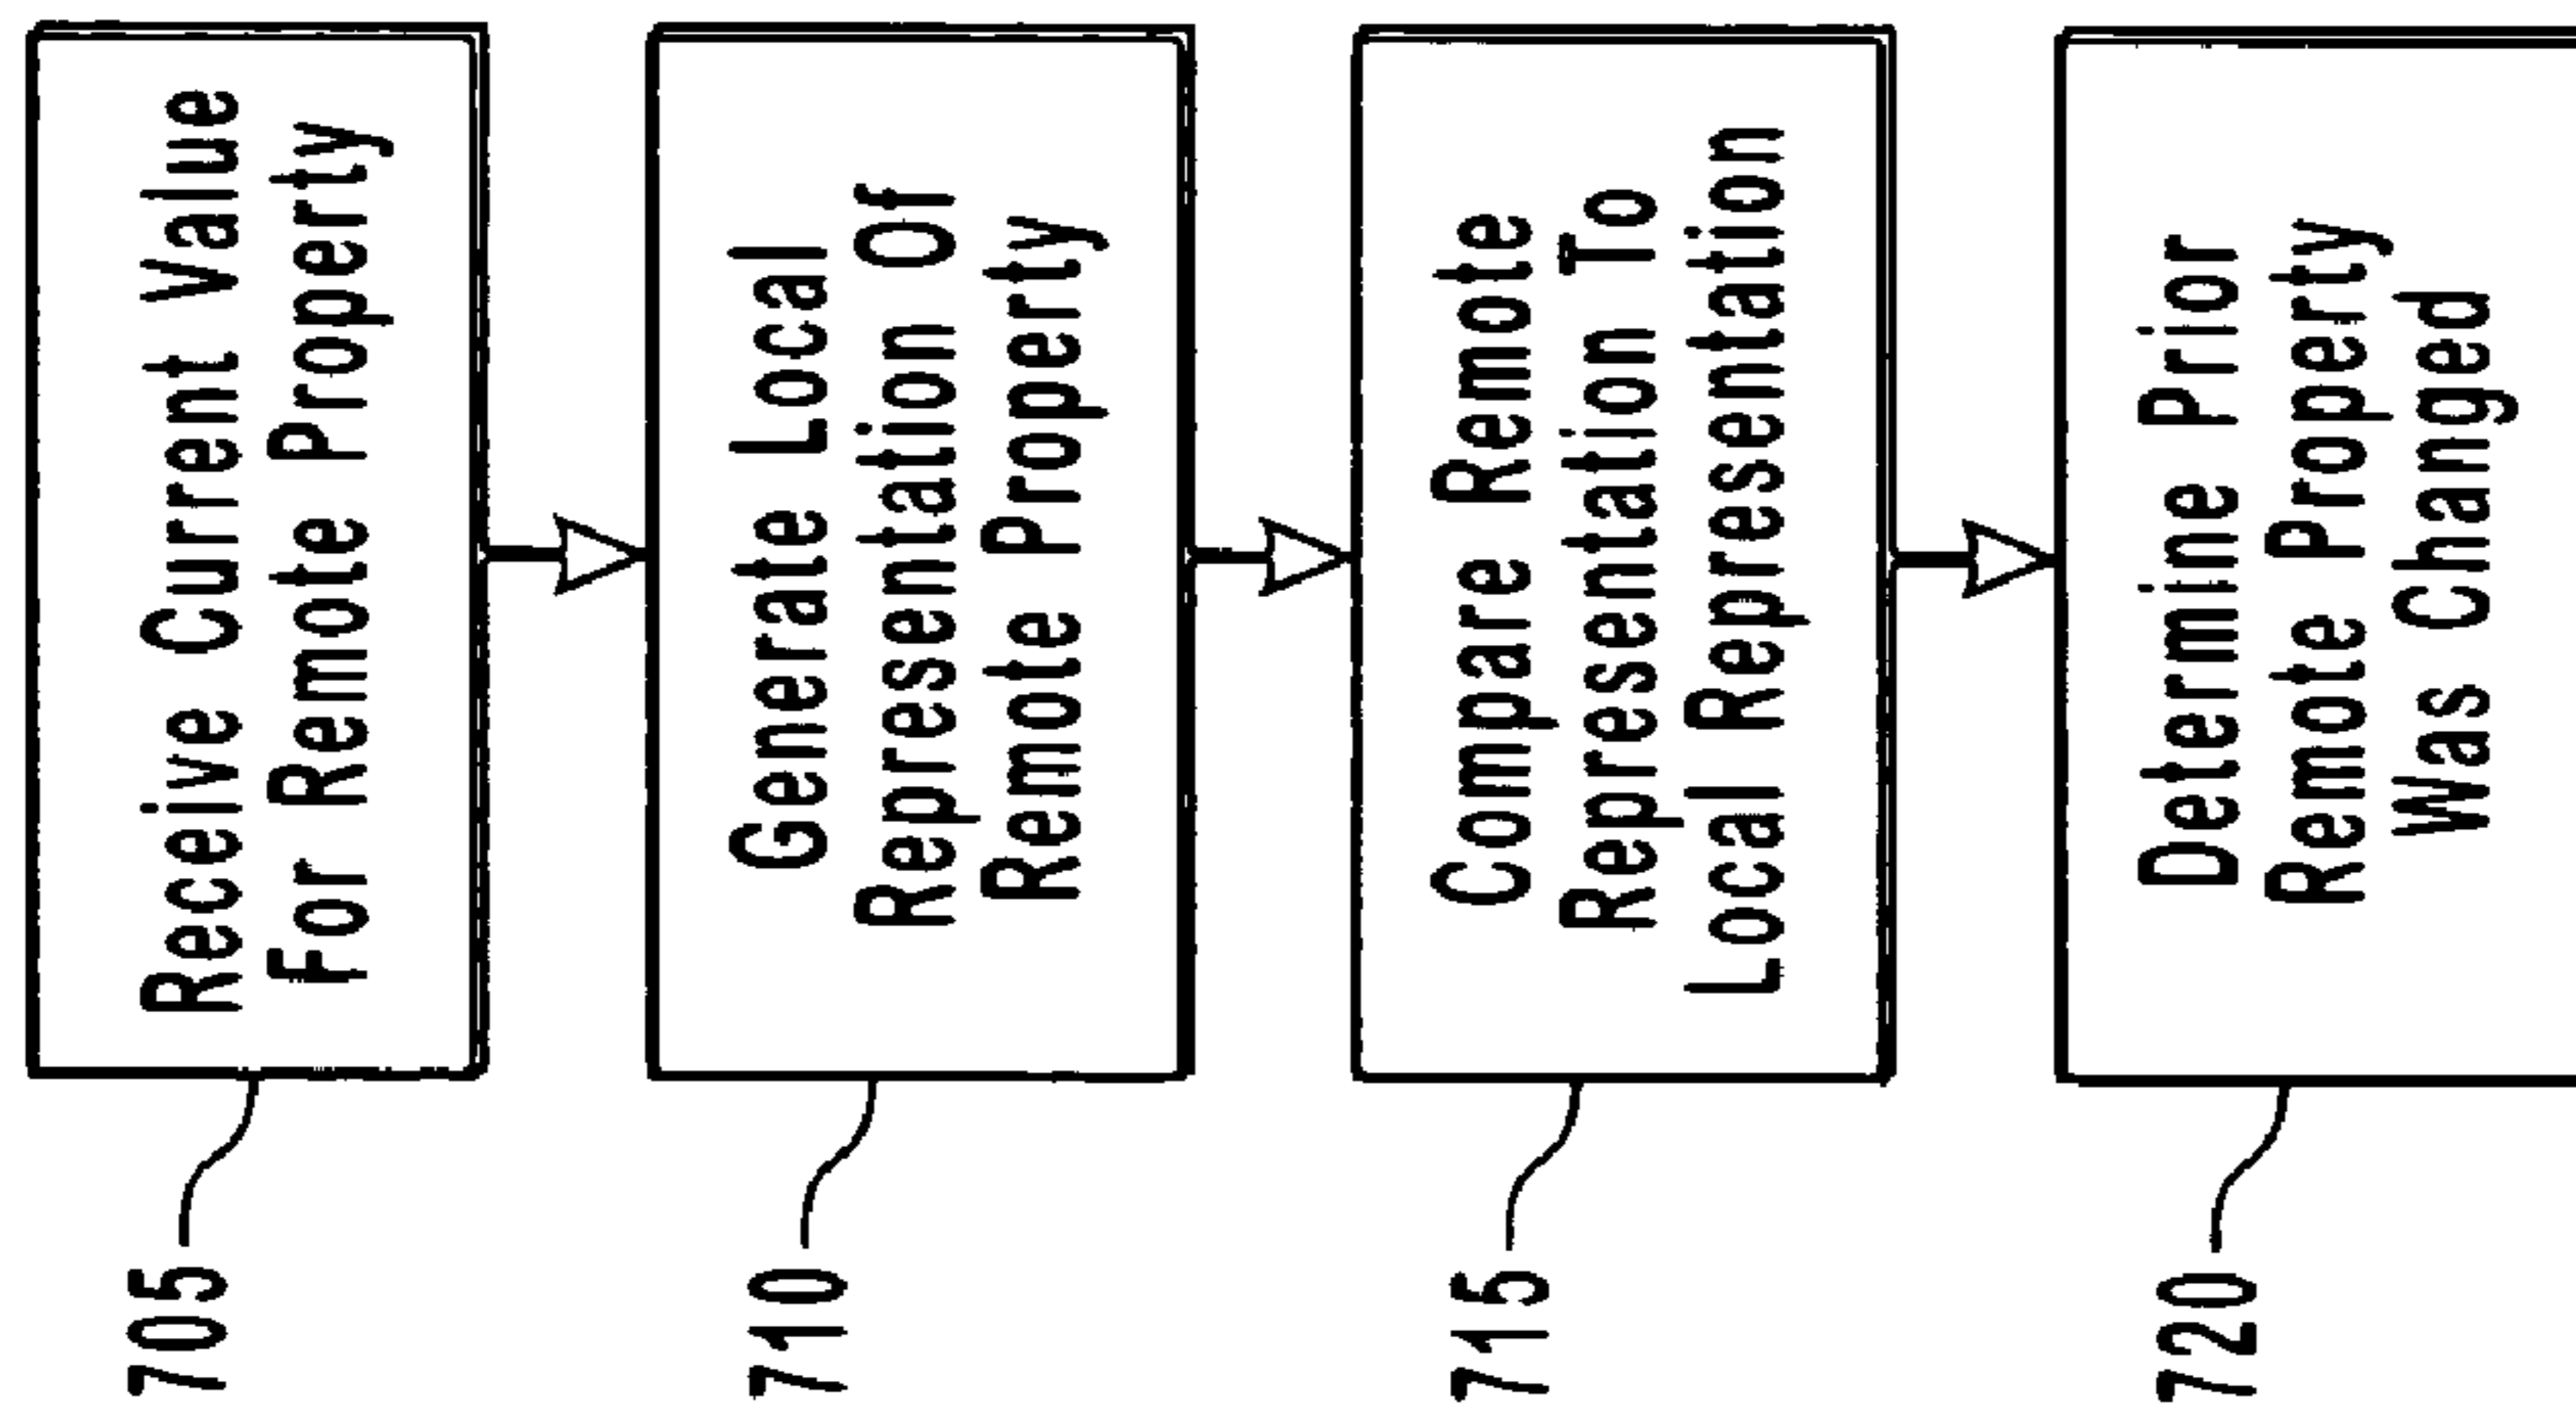 705
Receive Current Value
For Remote Property
710
Generate Local
Representation Of
Remote Property
715
Compare Remote
Representation To
Local Representation
720
Determine Prior
Remote Property
Was Changed